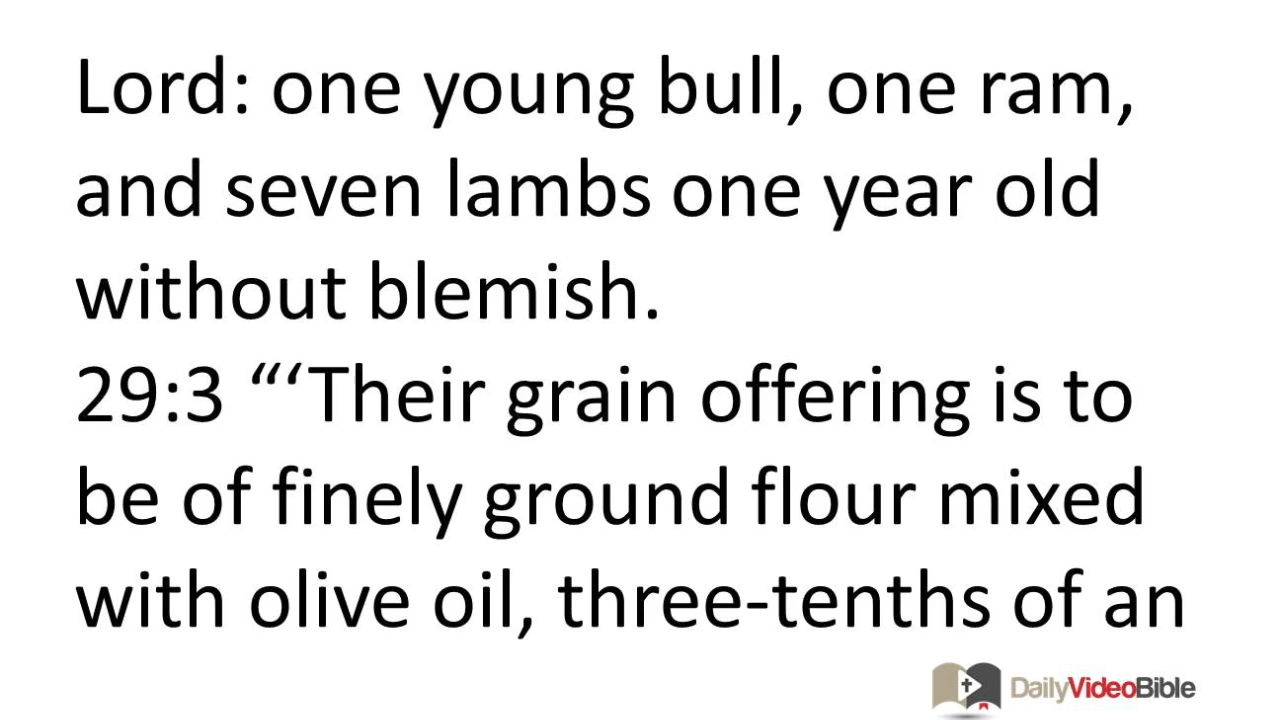 Lord: one young bull, one ram,
and seven lambs one year old
without blemish.
29:3 “‘Their grain offering is to
be of finely ground flour mixed
with olive oil, three-tenths of an
DailyVideoBible